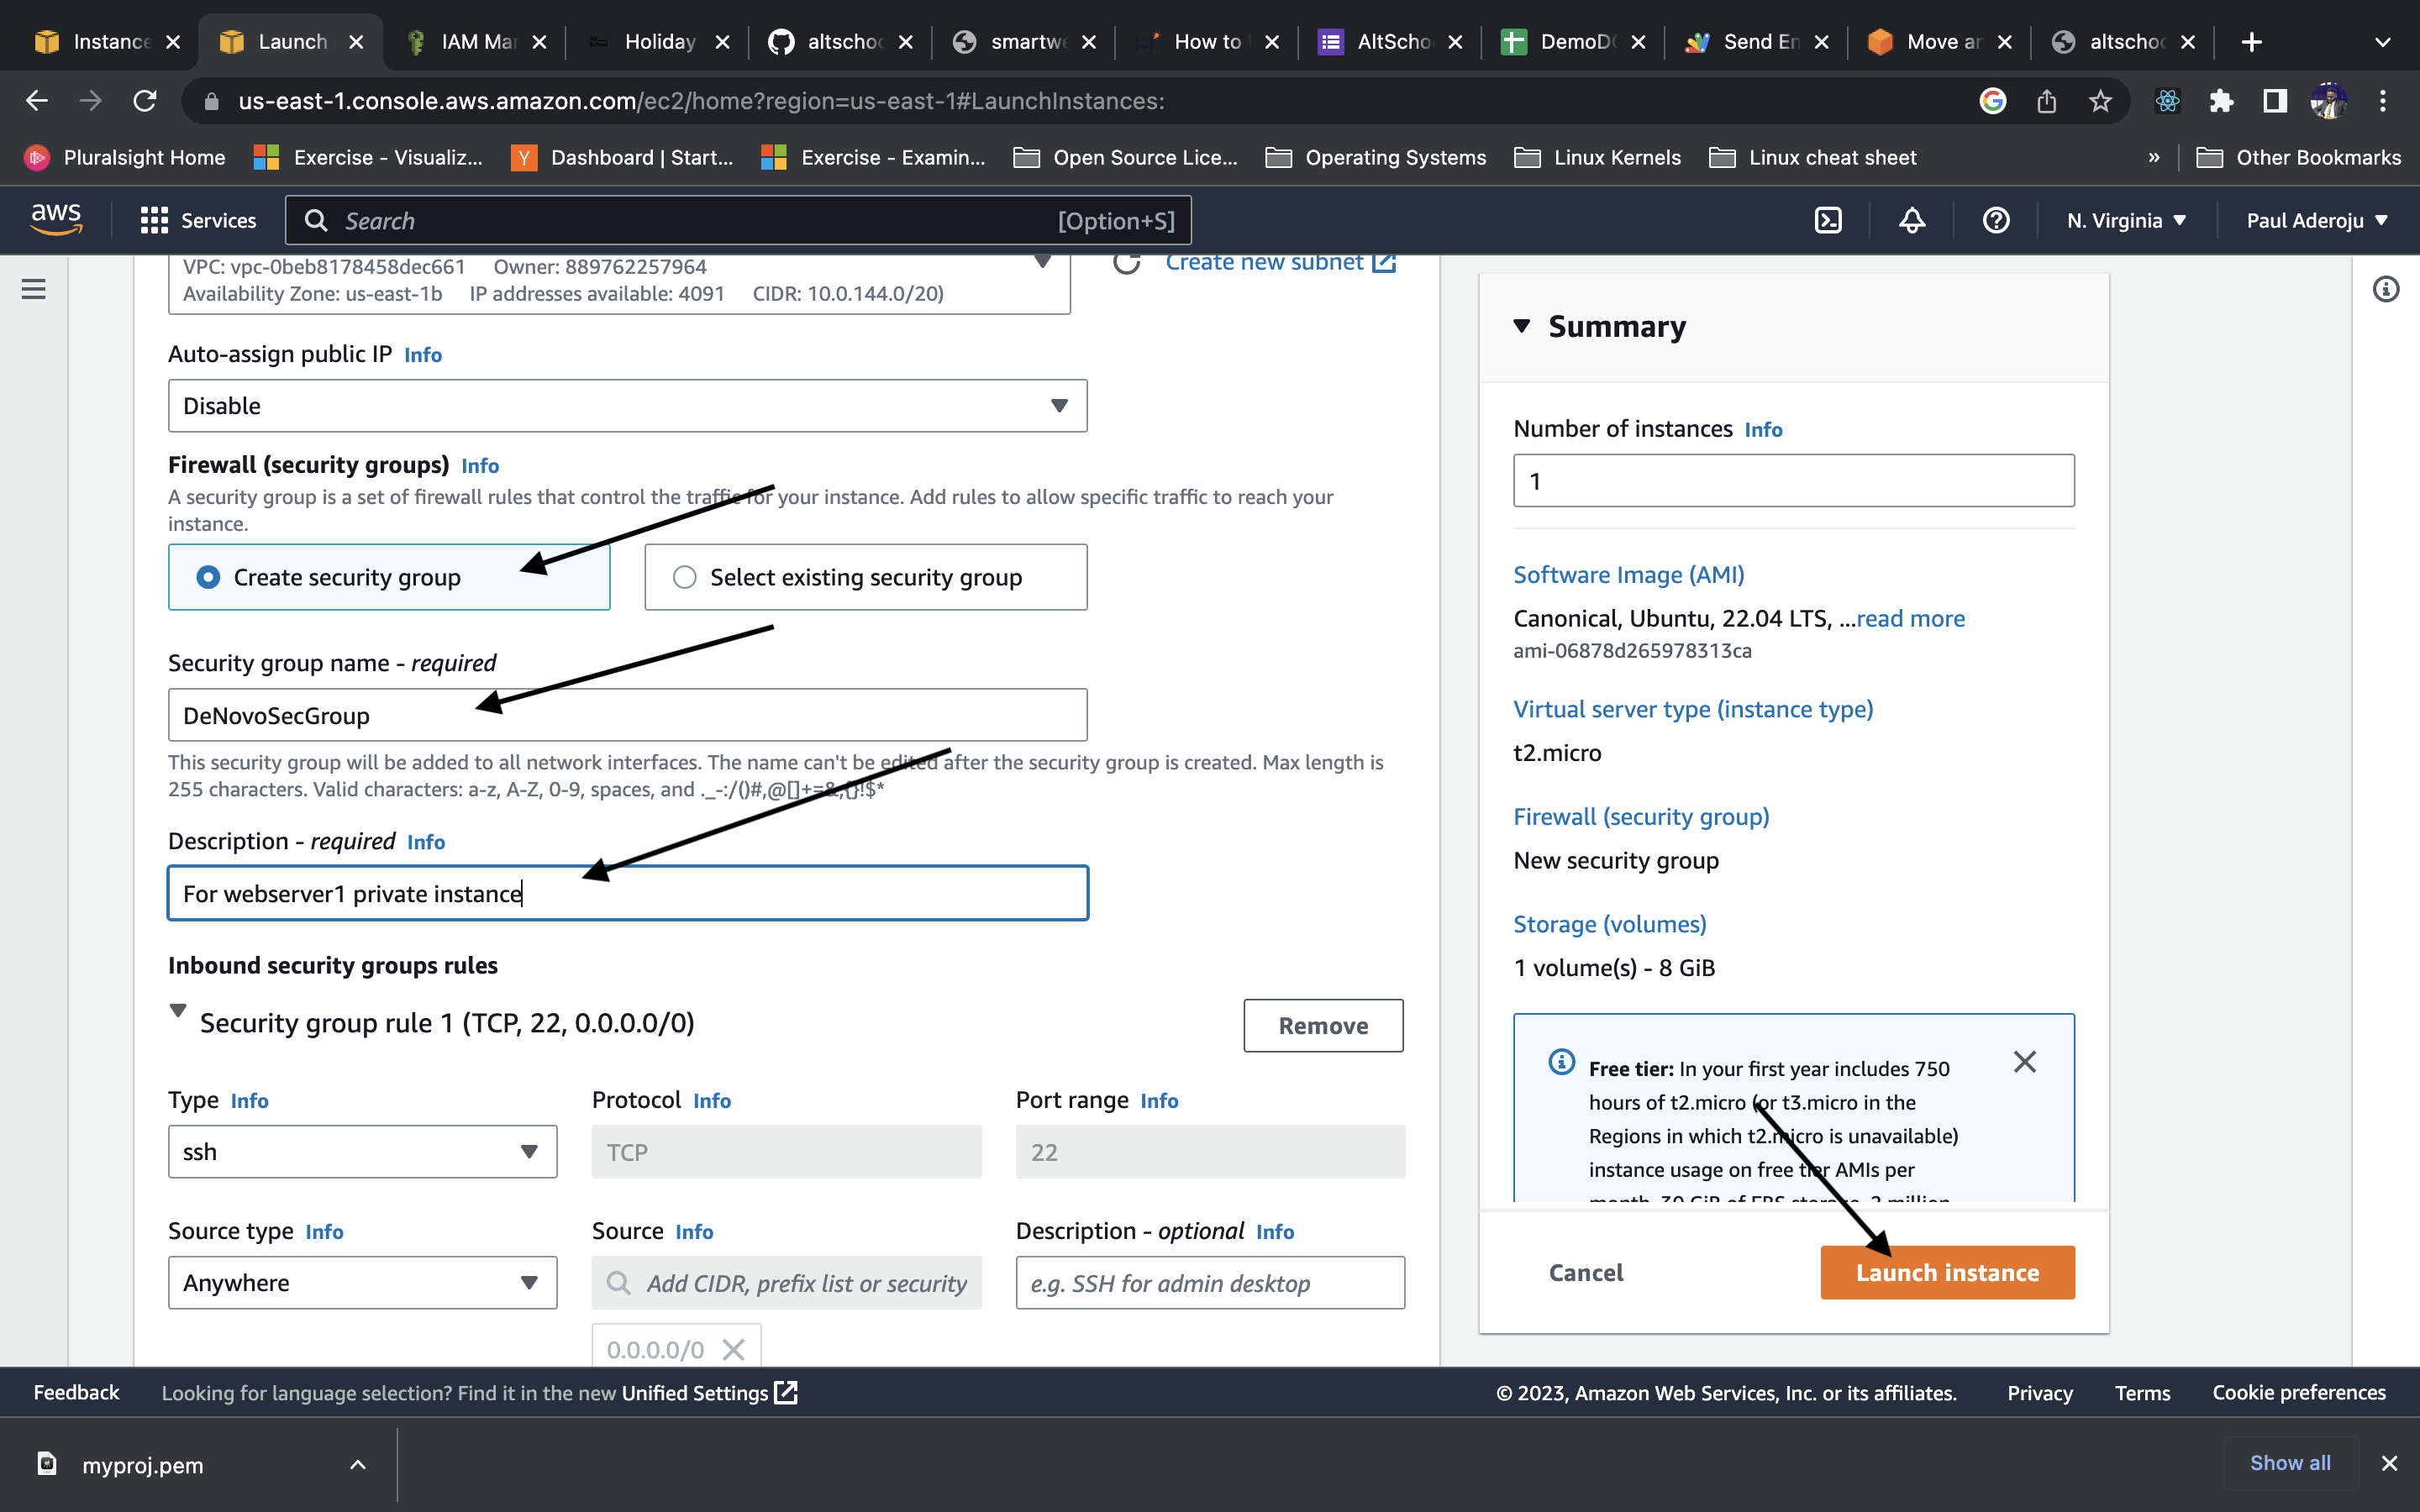 Instance
Launch
IAM Ma
Holiday
altschoo
smartwe
How to
AltScho
DemoD
Send En
Move an
altschoo
us-east-1.console.aws.amazon.com/ec2/home?region=us-east-1#LaunchInstances:
Pluralsight Home
Exercise - Visualiz...
Dashboard | Start...
Exercise - Examin...
Open Source Lice...
Operating Systems
Linux Kernels
Linux cheat sheet
»
Other Bookmarks
aws
Services
Search
[Option+S]
N. Virginia
Paul Aderoju
VPC: vpc-0beb8178458dec661 Owner: 889762257964
Availability Zone: us-east-1b IP addresses available: 4091 CIDR: 10.0.144.0/20)
Create new subnet
Auto-assign public IP Info
Disable
Firewall (security groups) Info
A security group is a set of firewall rules that control the traffic for your instance. Add rules to allow specific traffic to reach your
instance.
Create security group
Select existing security group
Security group name - required
DeNovoSecGroup
This security group will be added to all network interfaces. The name can't be edited after the security group is created. Max length is
255 characters. Valid characters: a-z, A-Z, 0-9, spaces, and ._-:/()#,@[]+=&;{}!$*
Description - required Info
For webserver1 private instance
Inbound security groups rules
Security group rule 1 (TCP, 22, 0.0.0.0/0)
Remove
Type Info
Protocol Info
Port range Info
ssh
TCP
22
Source type Info
Source Info
Description - optional Info
Anywhere
Add CIDR, prefix list or security
e.g. SSH for admin desktop
0.0.0.0/0
Summary
Number of instances Info
1
Software Image (AMI)
Canonical, Ubuntu, 22.04 LTS, ...read more
ami-06878d265978313ca
Virtual server type (instance type)
t2.micro
Firewall (security group)
New security group
Storage (volumes)
1 volume(s) - 8 GiB
Free tier: In your first year includes 750
hours of t2.micro (or t3.micro in the
Regions in which t2.micro is unavailable)
instance usage on free tier AMIs per
month, 30 GiB of EBS storage, 2 million
Cancel
Launch instance
Feedback
Looking for language selection? Find it in the new Unified Settings
© 2023, Amazon Web Services, Inc. or its affiliates.
Privacy
Terms
Cookie preferences
myproj.pem
Show all